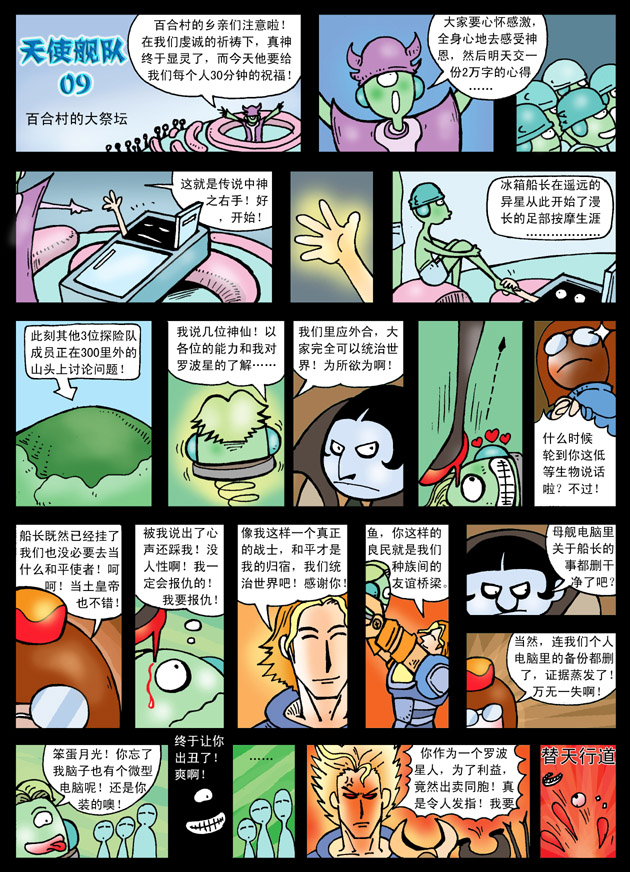 天使舰队
09
百合村的大祭坛
百合村的乡亲们注意啦！
在我们虔诚的祈祷下，真神
终于显灵了，而今天他要给
我们每个人30分钟的祝福！
大家要心怀感激，
全身心地去感受神
恩，然后明天交一
份2万字的心得
……
这就是传说中神
之右手！好
，开始！
冰箱船长在遥远的
异星从此开始了漫
长的足部按摩生涯
………………
此刻其他3位探险队
成员正在300里外的
山头上讨论问题！
我说几位神仙！以
各位的能力和我对
罗波星的了解……
我们里应外合，大
家完全可以统治世
界！为所欲为啊！
什么时候
轮到你这低
等生物说话
啦？不过！
船长既然已经挂了
我们也没必要去当
什么和平使者！呵
呵！当土皇帝
也不错！
被我说出了心
声还踩我！没
人性啊！我一
定会报仇的！
我要报仇！
像我这样一个真正
的战士，和平才是
我的归宿，我们统
治世界吧！感谢你！
鱼，你这样的
良民就是我们
种族间的
友谊桥梁。
母舰电脑里
关于船长的
事都删干
净了吧？
当然，连我们个人
电脑里的备份都删
了，证据蒸发了！
万无一失啊！
笨蛋月光！你忘了
我脑子也有个微型
电脑呢！还是你
装的噢！
终于让你
出丑了！
爽啊！
……
你作为一个罗波
星人，为了利益，
竟然出卖同胞！真
是令人发指！我要
替天行道